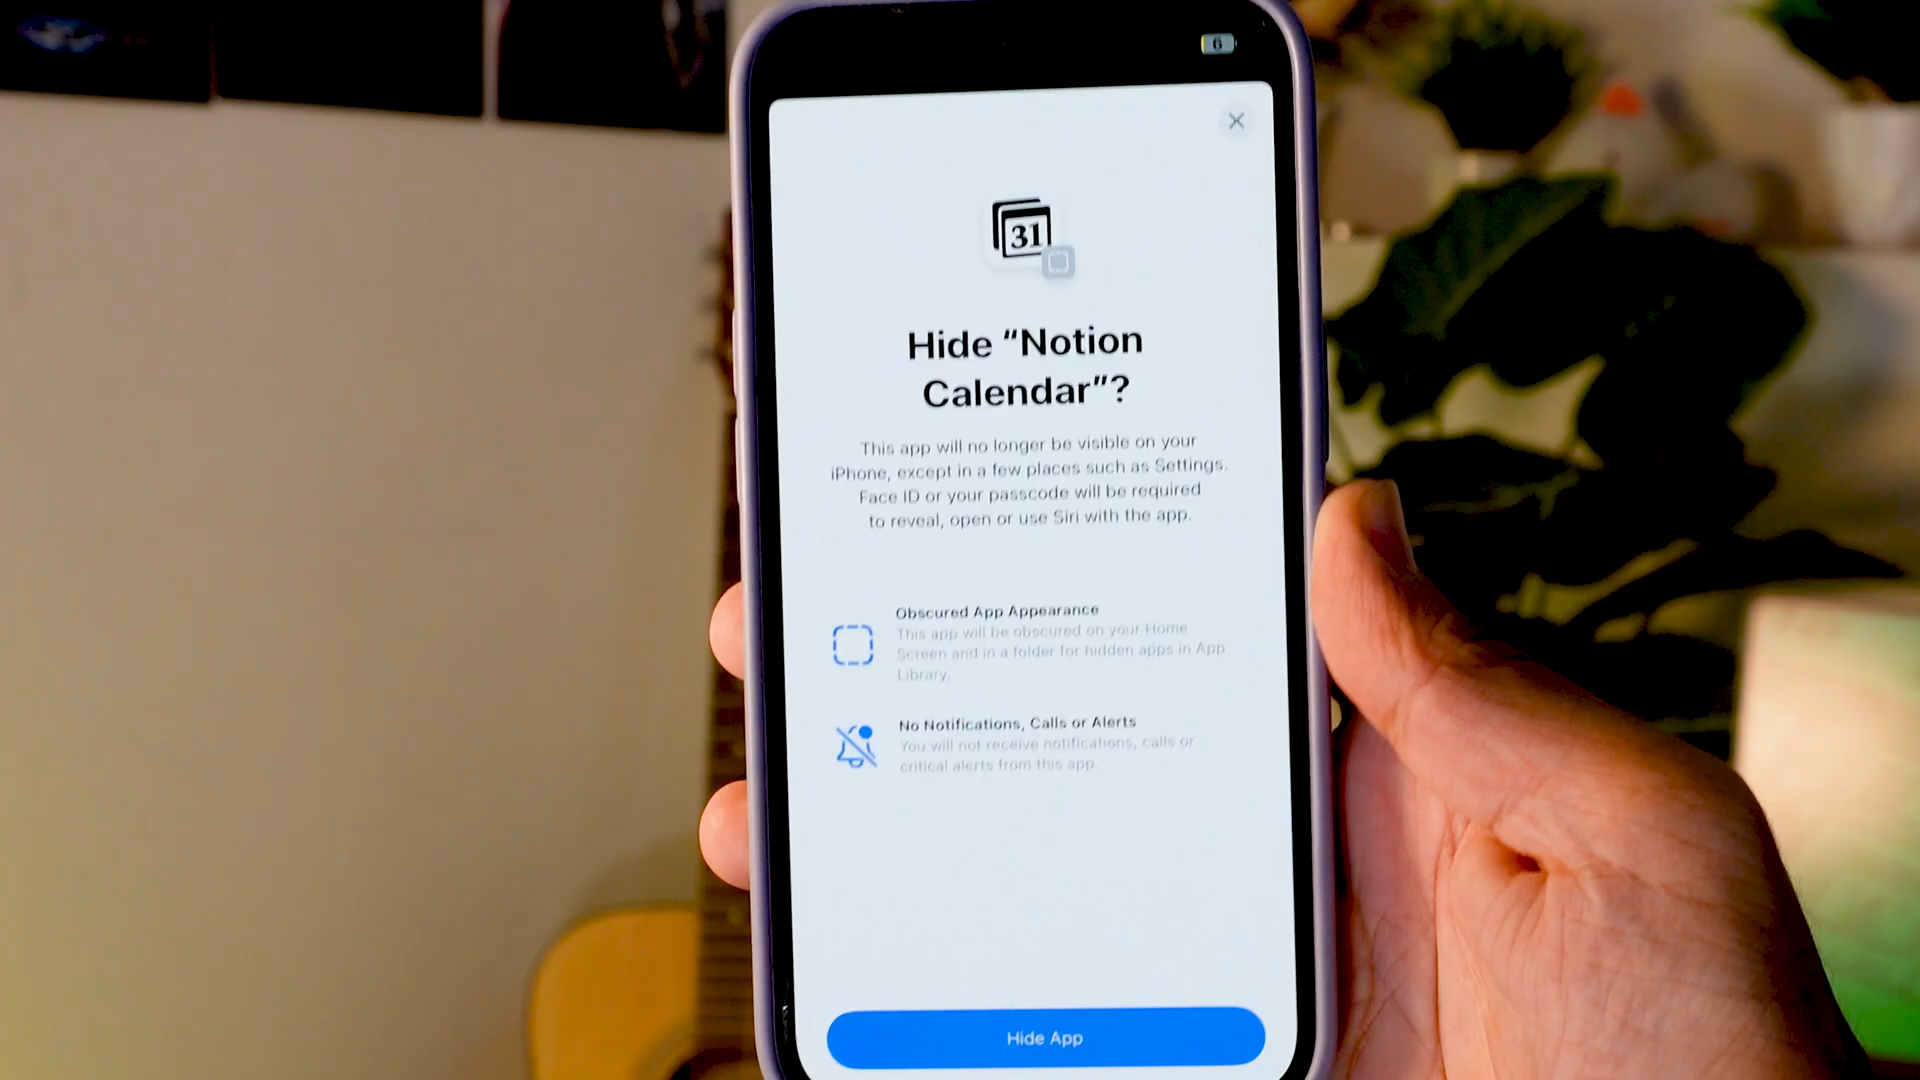 6
31
Hide “Notion
Calendar”?
This app will no longer be visible on your
iPhone, except in a few places such as Settings.
Face ID or your passcode will be required
to reveal, open or use Siri with the app.
Obscured App Appearance
This app will be obscured on your Home
Screen and in a folder for hidden apps in App
Library.
No Notifications, Calls or Alerts
You will not receive notifications, calls or
critical alerts from this app.
Hide App